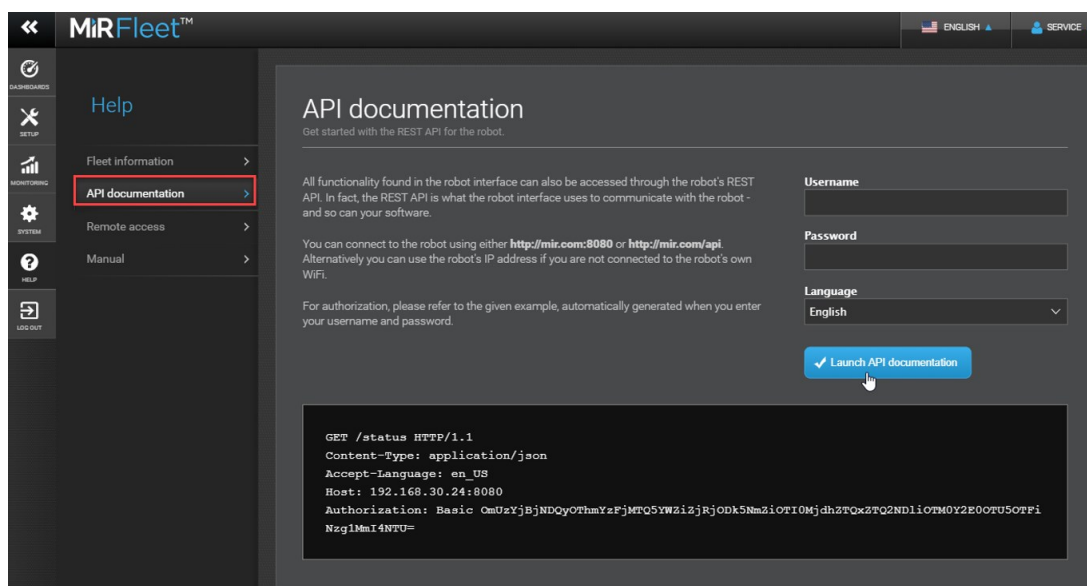 MiRFleet™
ENGLISH
SERVICE
DASHBOARDS
SETUP
MONITORING
SYSTEM
HELP
LOG OUT
Help
Fleet information
API documentation
Remote access
Manual
API documentation
Get started with the REST API for the robot.
All functionality found in the robot interface can also be accessed through the robot's REST
API. In fact, the REST API is what the robot interface uses to communicate with the robot -
and so can your software.
You can connect to the robot using either http://mir.com:8080 or http://mir.com/api.
Alternatively you can use the robot's IP address if you are not connected to the robot's own
WiFi.
For authorization, please refer to the given example, automatically generated when you enter
your username and password.
Username
Password
Language
English
Launch API documentation
GET /status HTTP/1.1
Content-Type: application/json
Accept-Language: en_US
Host: 192.168.30.24:8080
Authorization: Basic OmUzYjBjNDQyOThmYzFjMTQ5YWZiZjRjODk5NmZiOTI0MjdhZTQxZTQ2NDliOTM0Y2E0OTU5OTFi
Nzg1MmI4NTU=